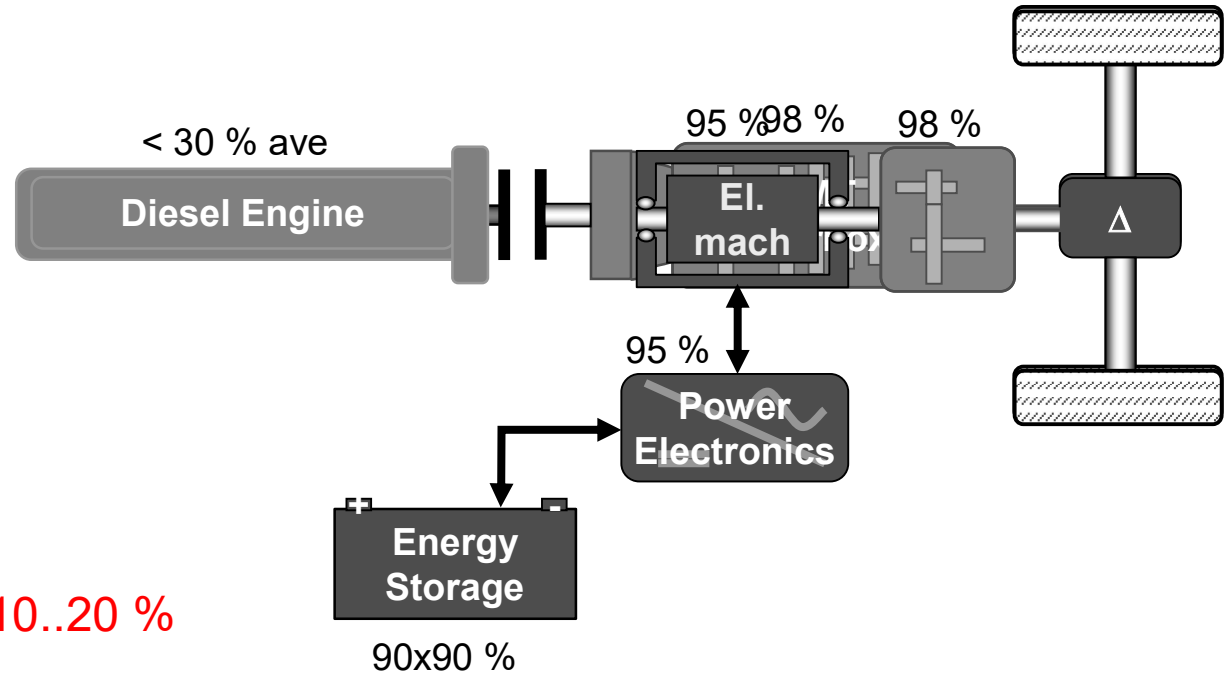 95 % 98 % 98 %
< 30 % ave
Diesel Engine
El.
mach
Δ
95 %
Power
Electronics
+ -
Energy
Storage
10..20 %
90x90 %